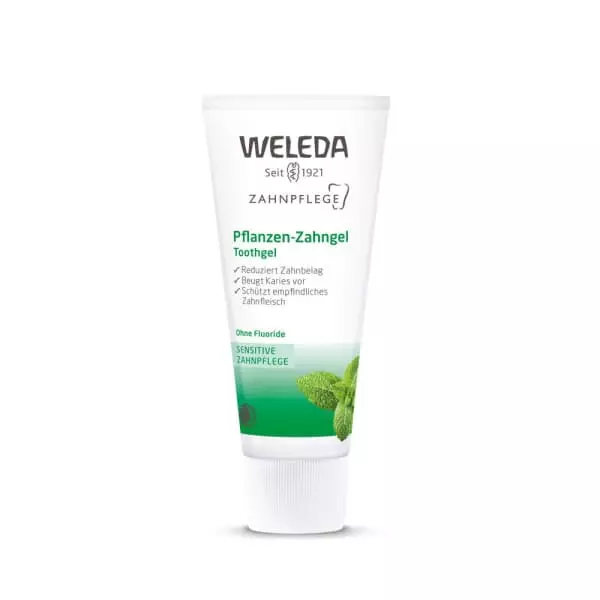 WELEDA
Seit 1921
ZAHNPFLEGE
Pflanzen-Zahngel
Toothgel
✓Reduziert Zahnbelag
✓Beugt Karies vor
✓Schützt empfindliches
Zahnfleisch
Ohne Fluoride
SENSITIVE
ZAHNPFLEGE